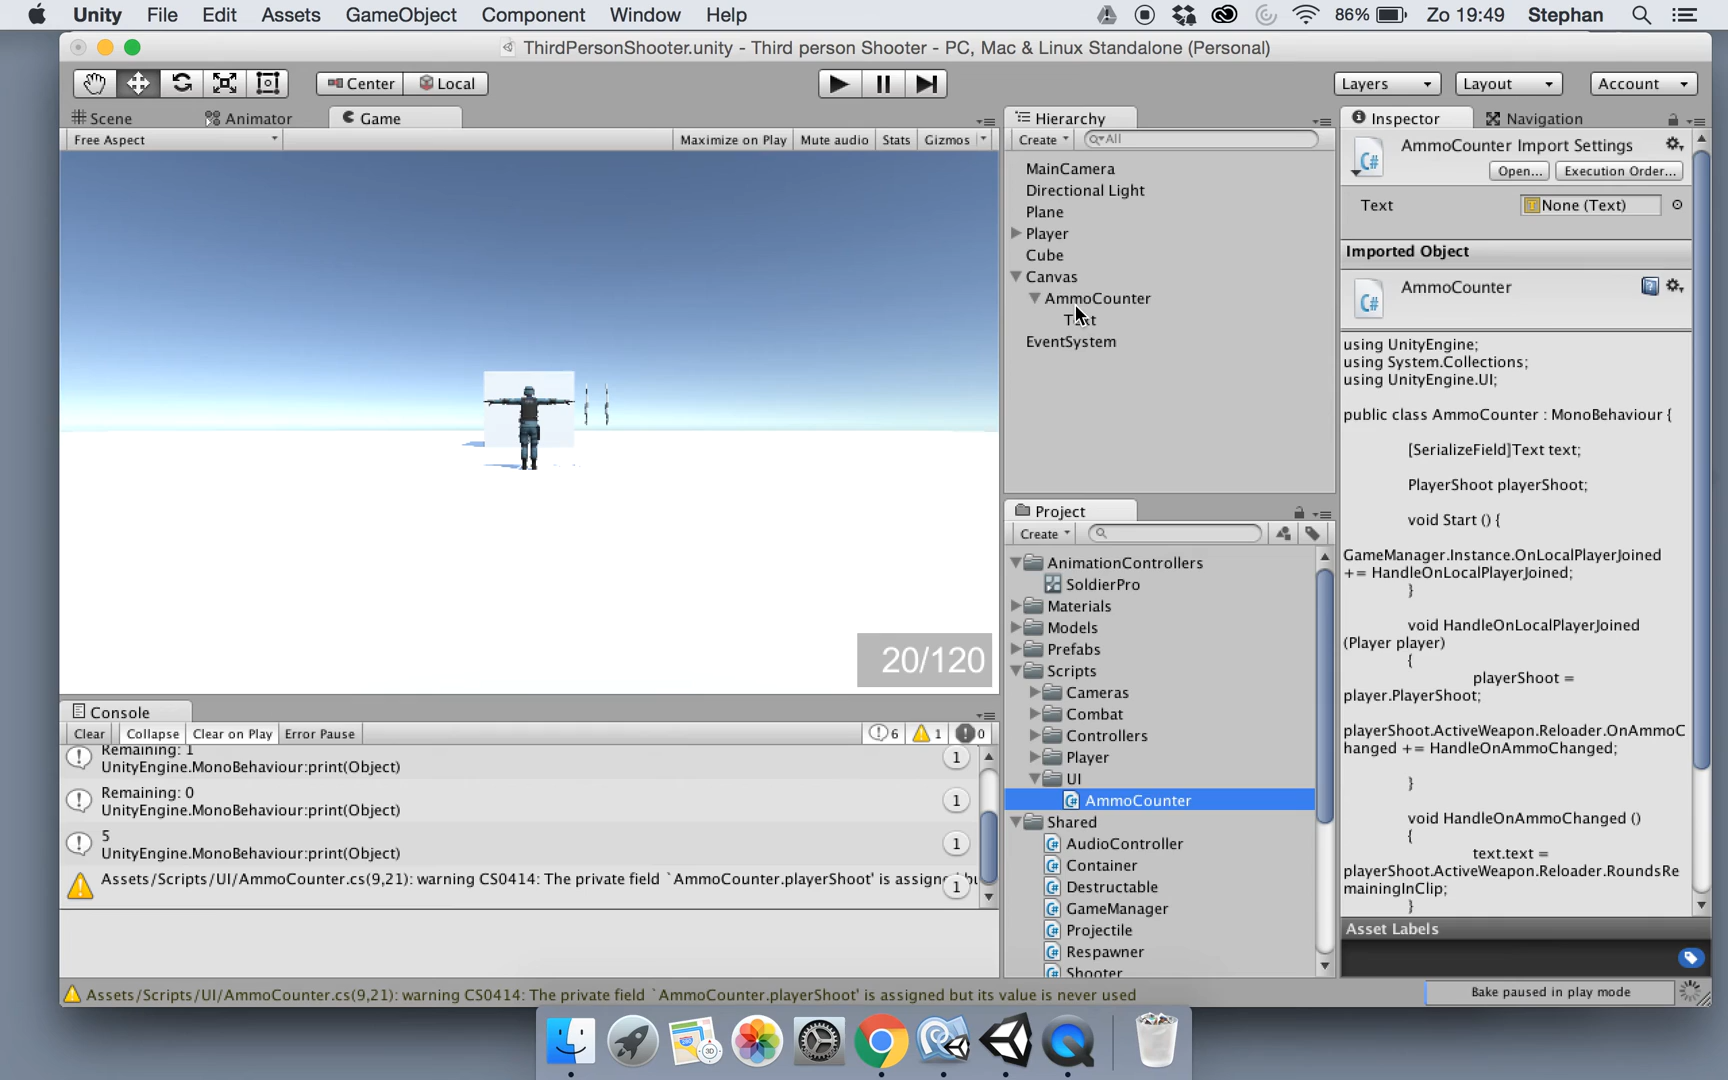 Unity File Edit Assets GameObject Component Window Help 86% Zo 19:49 Stephan
ThirdPersonShooter.unity - Third person Shooter - PC, Mac & Linux Standalone (Personal)
Center Local Layers Layout Account
Scene Animator Game
Free Aspect Maximize on Play Mute audio Stats Gizmos
20/120
Console
Clear Collapse Clear on Play Error Pause 6 1 0
Remaining: 1
UnityEngine.MonoBehaviour:print(Object) 1
Remaining: 0
UnityEngine.MonoBehaviour:print(Object) 1
5
UnityEngine.MonoBehaviour:print(Object) 1
Assets/Scripts/UI/AmmoCounter.cs(9,21): warning CS0414: The private field `AmmoCounter.playerShoot' is 1
Hierarchy
Create All
MainCamera
Directional Light
Plane
Player
Cube
Canvas
AmmoCounter
Text
EventSystem
Project
Create
AnimationControllers
SoldierPro
Materials
Models
Prefabs
Scripts
Cameras
Combat
Controllers
Player
UI
AmmoCounter
Shared
AudioController
Container
Destructable
GameManager
Projectile
Respawner
Shooter
Inspector Navigation
AmmoCounter Import Settings
Open... Execution Order...
Text None (Text)
Imported Object
AmmoCounter
using UnityEngine;
using System.Collections;
using UnityEngine.UI;
public class AmmoCounter : MonoBehaviour {
[SerializeField]Text text;
PlayerShoot playerShoot;
void Start () {
GameManager.Instance.OnLocalPlayerJoined
+= HandleOnLocalPlayerJoined;
}
void HandleOnLocalPlayerJoined
(Player player)
{
playerShoot =
player.PlayerShoot;
playerShoot.ActiveWeapon.Reloader.OnAmmoC
hanged += HandleOnAmmoChanged;
}
void HandleOnAmmoChanged ()
{
text.text =
playerShoot.ActiveWeapon.Reloader.RoundsRe
mainingInClip;
}
Asset Labels
Assets/Scripts/UI/AmmoCounter.cs(9,21): warning CS0414: The private field `AmmoCounter.playerShoot' is assigned but its value is never used
Bake paused in play mode